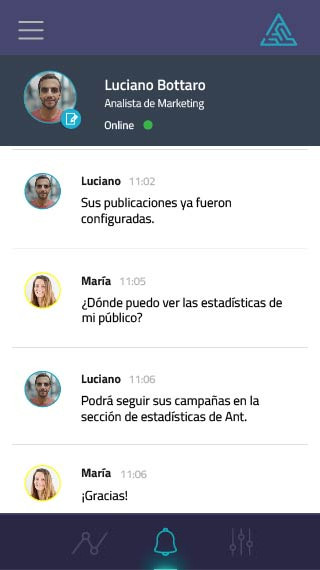 Luciano Bottaro
Analista de Marketing
Online
Luciano 11:02
Sus publicaciones ya fueron
configuradas.
María 11:05
¿Dónde puedo ver las estadísticas de
mi público?
Luciano 11:06
Podrá seguir sus campañas en la
sección de estadísticas de Ant.
María 11:06
¡Gracias!